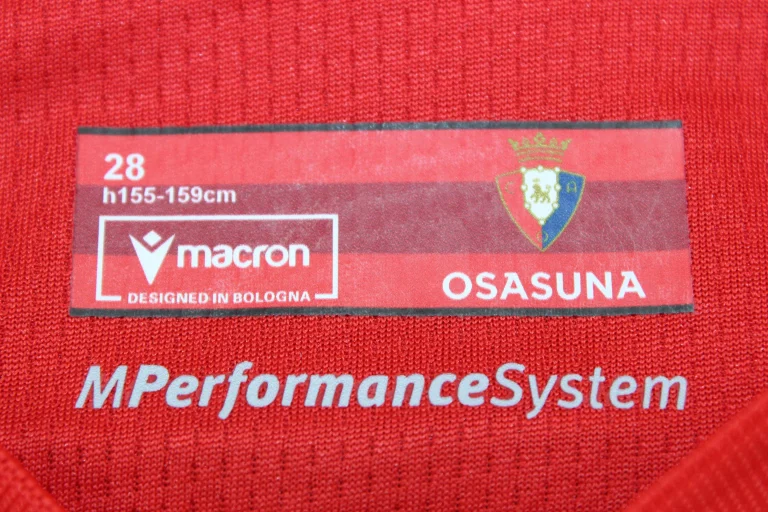 28
h155-159cm
macron
DESIGNED IN BOLOGNA
OSASUNA
MPerformanceSystem